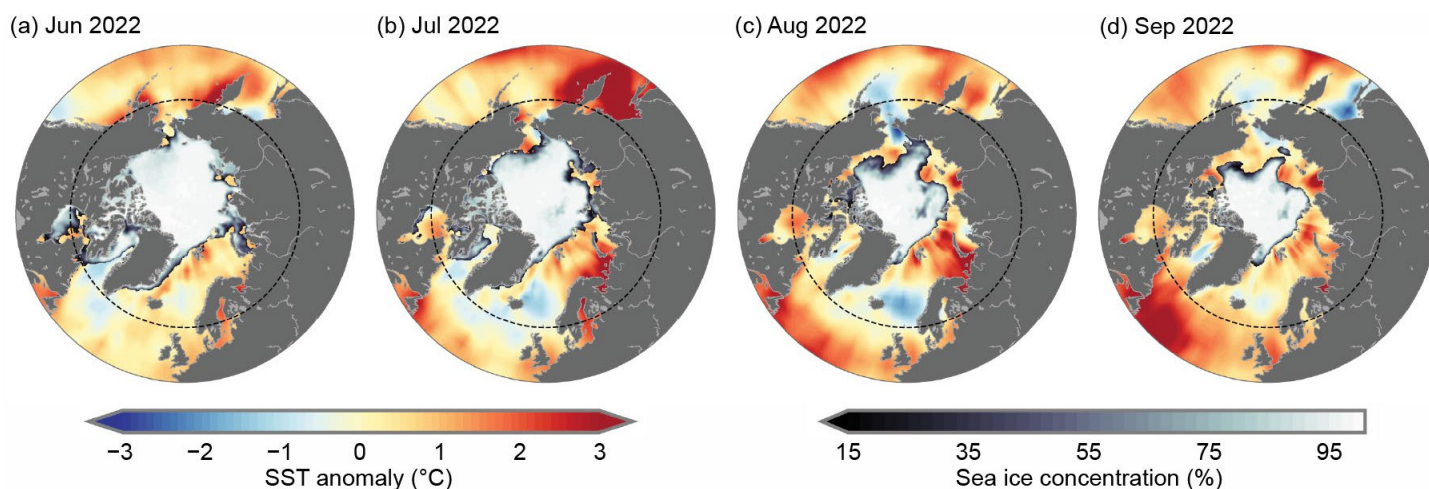 (a) Jun 2022
(b) Jul 2022
(c) Aug 2022
(d) Sep 2022
−3 −2 −1 0 1 2 3
SST anomaly (°C)
15 35 55 75 95
Sea ice concentration (%)